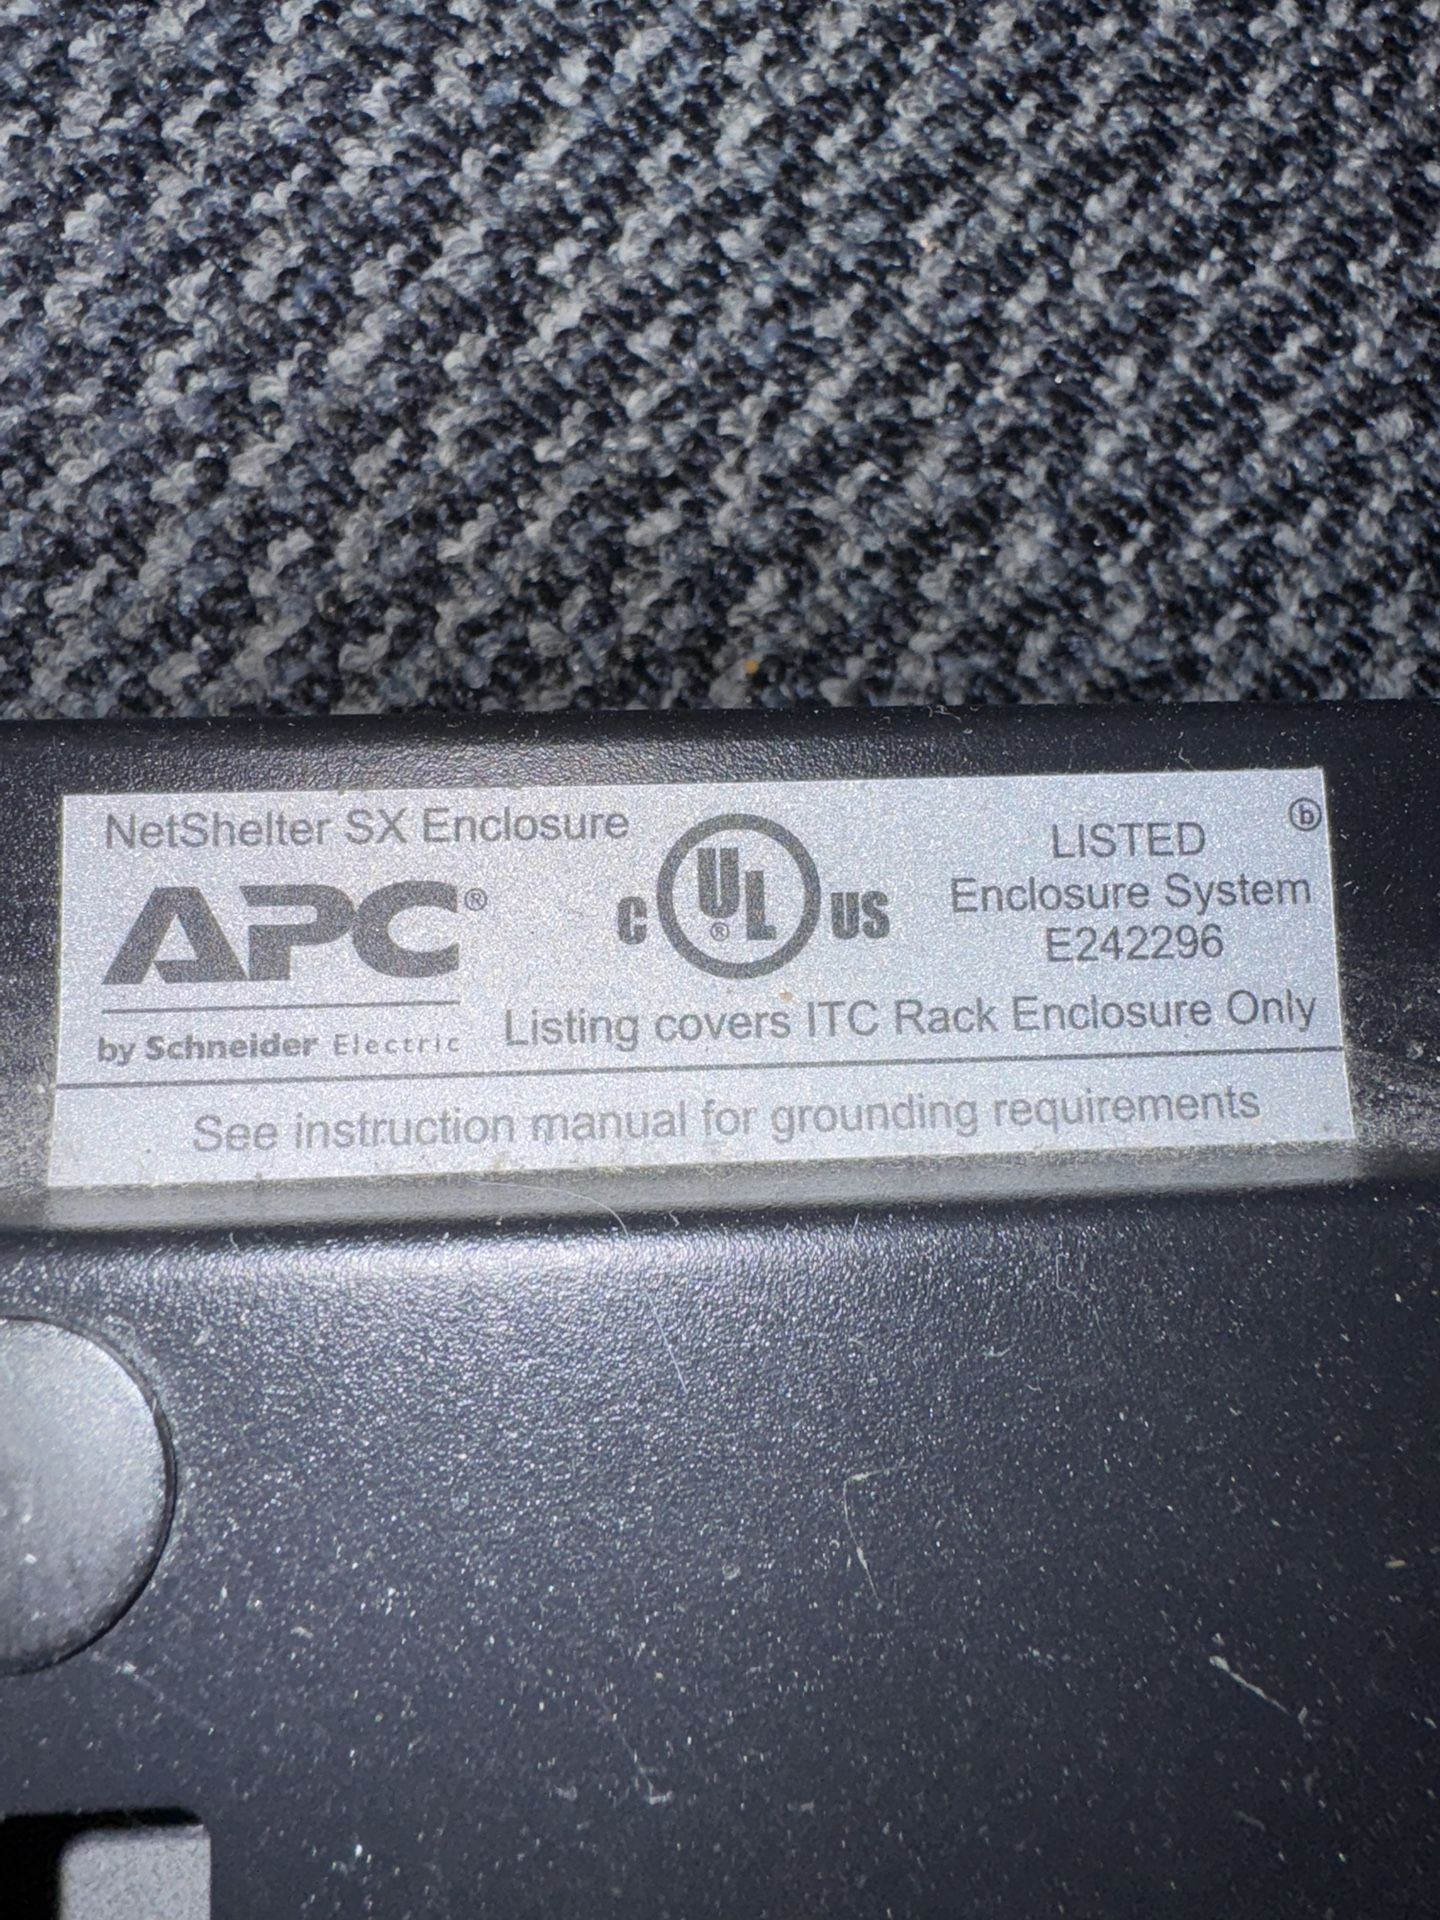 NetShelter SX Enclosure
APC®
by Schneider Electric
C UL® US
LISTED
Enclosure System
E242296
ⓑ
Listing covers ITC Rack Enclosure Only
See instruction manual for grounding requirements